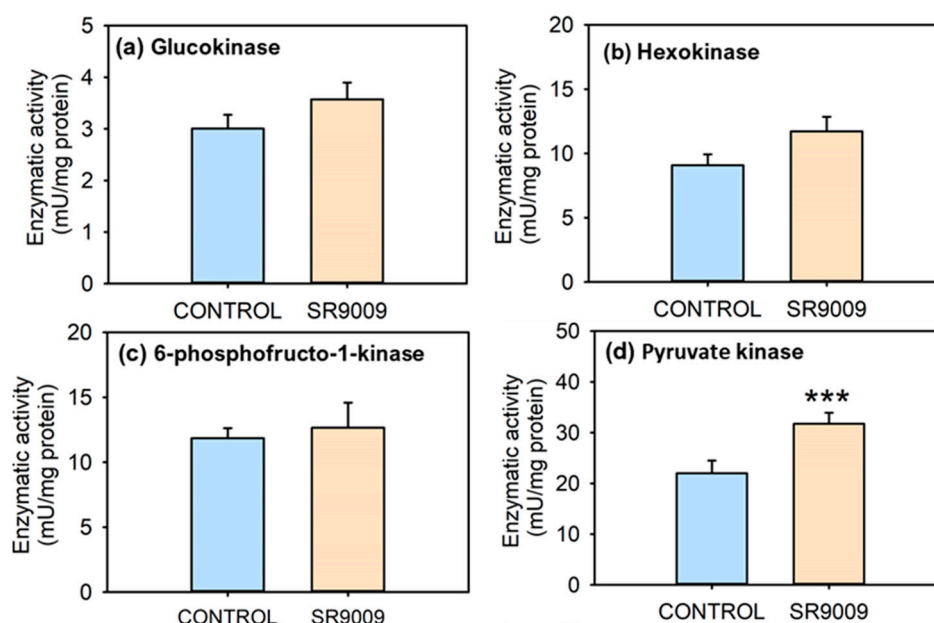 (a) Glucokinase
Enzymatic activity
(mU/mg protein)
5
4
3
2
1
0
CONTROL SR9009
(b) Hexokinase
Enzymatic activity
(mU/mg protein)
20
15
10
5
0
CONTROL SR9009
(c) 6-phosphofructo-1-kinase
Enzymatic activity
(mU/mg protein)
20
15
10
5
0
CONTROL SR9009
(d) Pyruvate kinase
***
Enzymatic activity
(mU/mg protein)
50
40
30
20
10
0
CONTROL SR9009